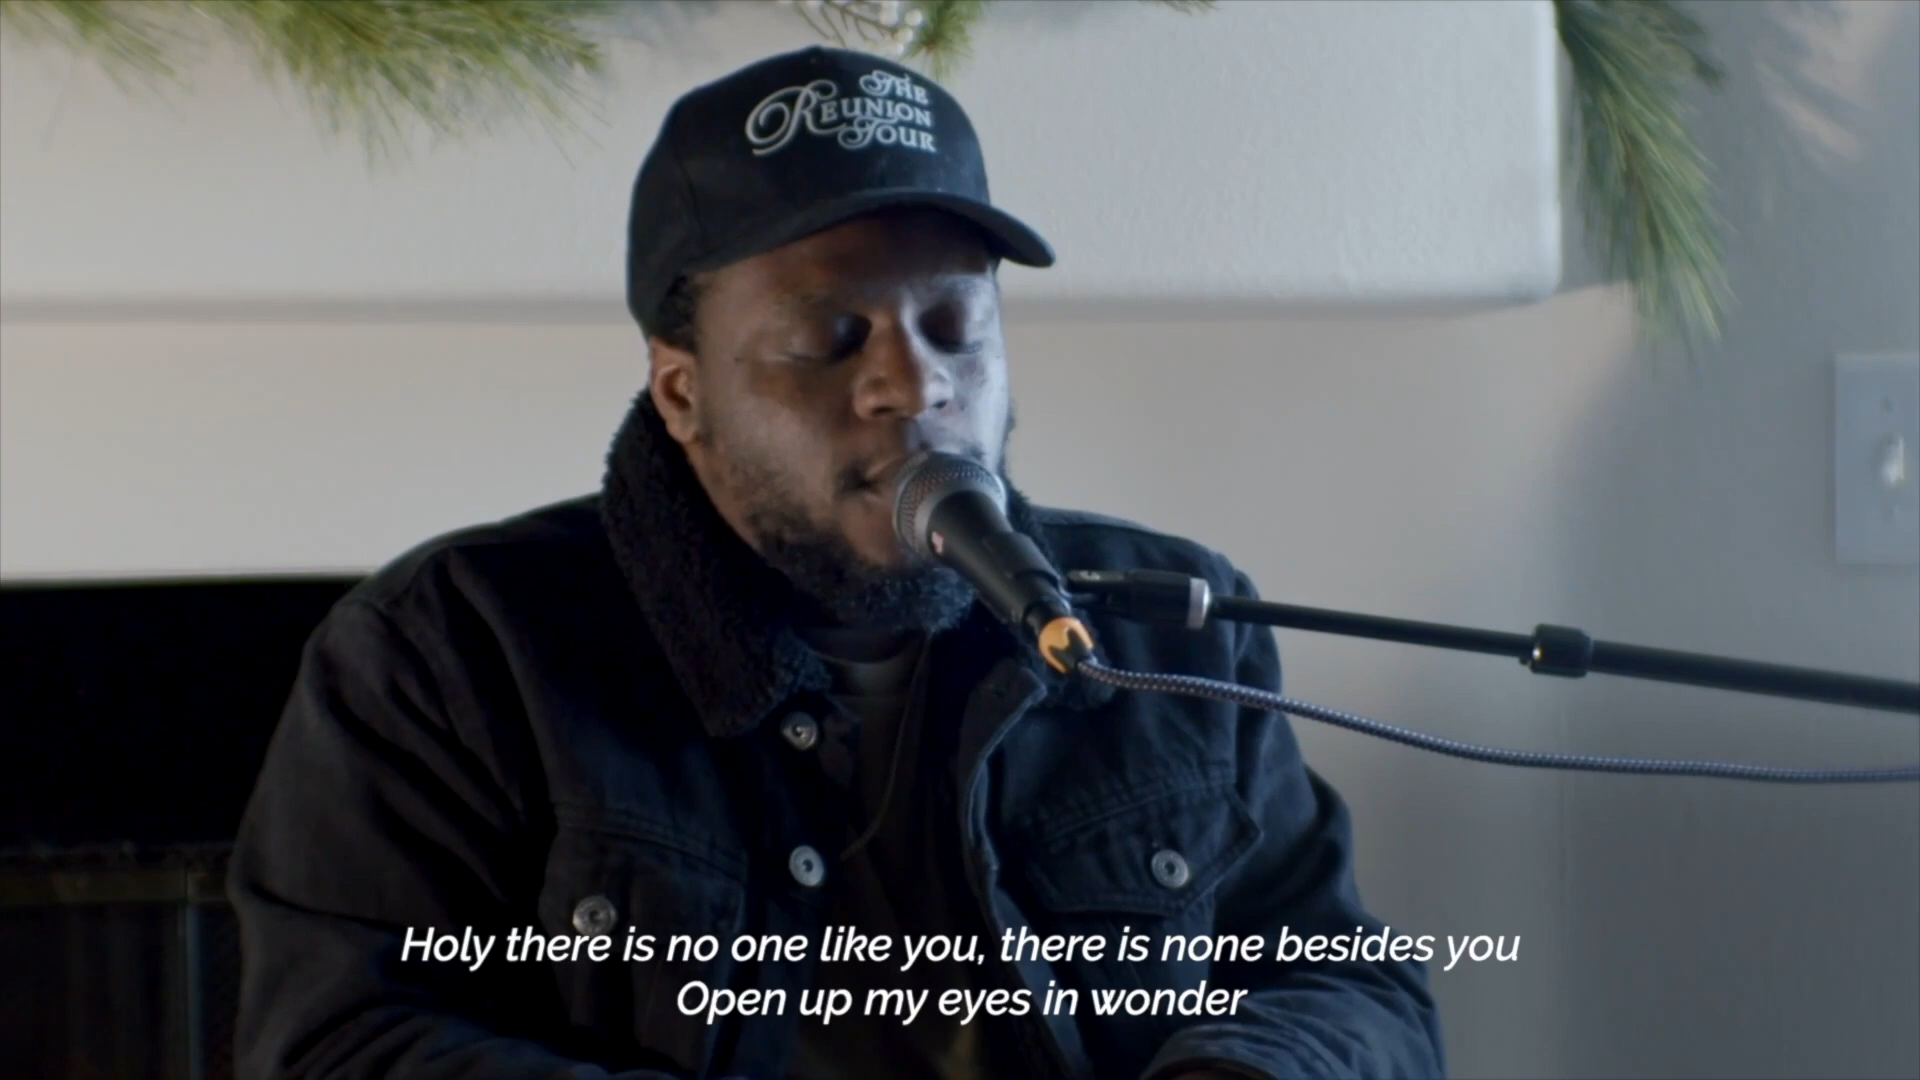 THE
REUNION
TOUR
Holy there is no one like you, there is none besides you
Open up my eyes in wonder